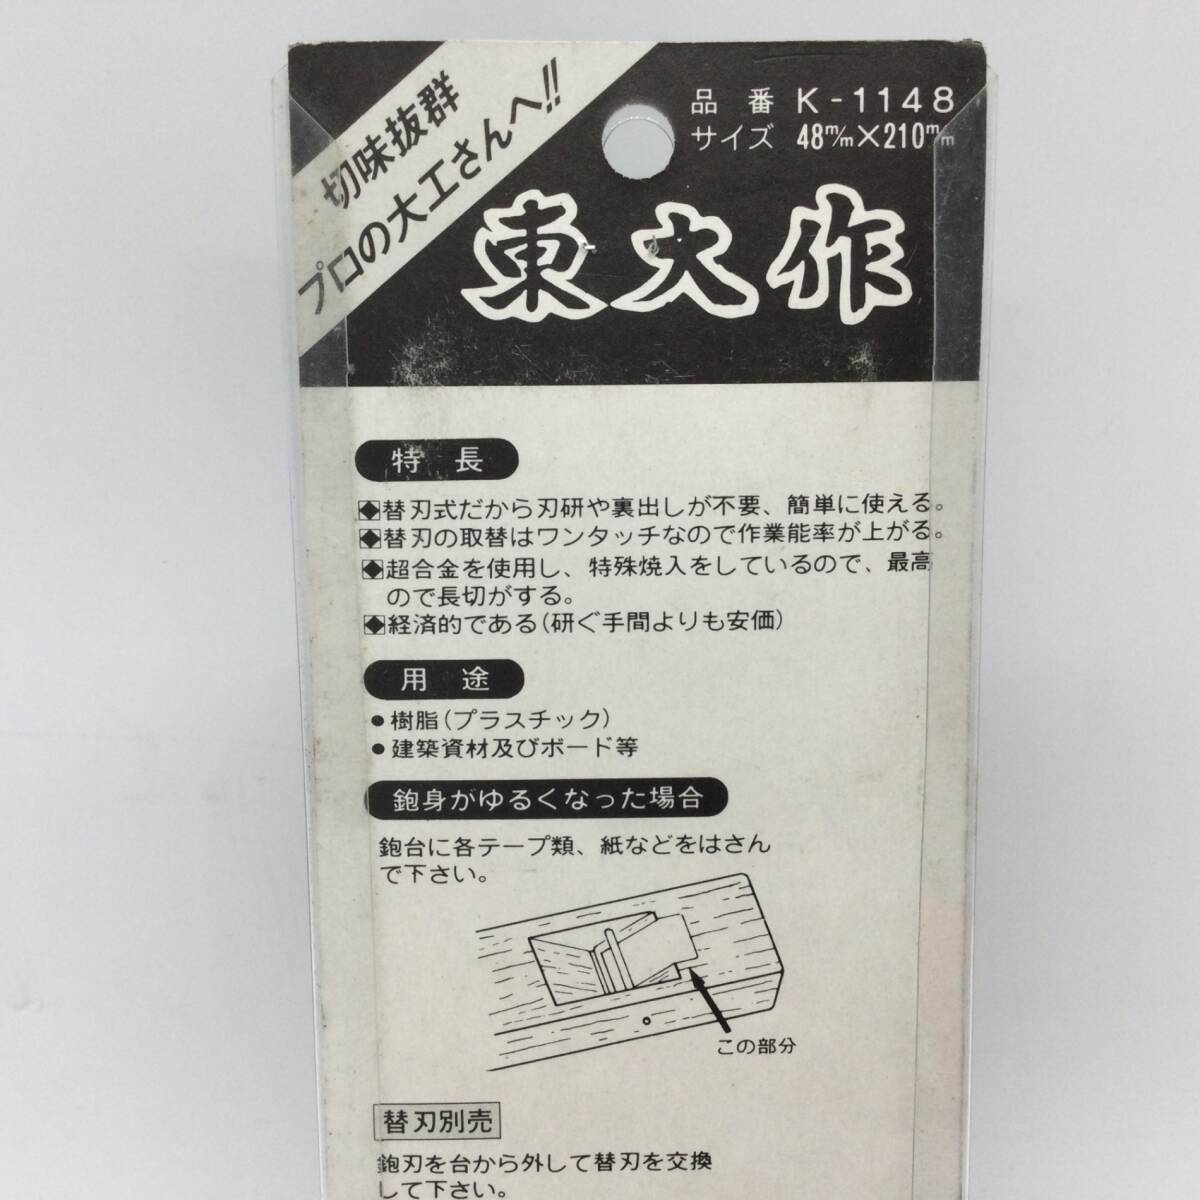 切味抜群
プロの大工さんへ!!
品番 K-1148
サイズ 48m/m×210m/m
東大作
特長
◆替刃式だから刃研や裏出しが不要、簡単に使える。
◆替刃の取替はワンタッチなので作業能率が上がる。
◆超合金を使用し、特殊焼入をしているので、最高
ので長切がする。
◆経済的である(研ぐ手間よりも安価)
用途
●樹脂(プラスチック)
●建築資材及びボード等
鉋身がゆるくなった場合
鉋台に各テープ類、紙などをはさん
で下さい。
この部分
替刃別売
鉋刃を台から外して替刃を交換
して下さい。